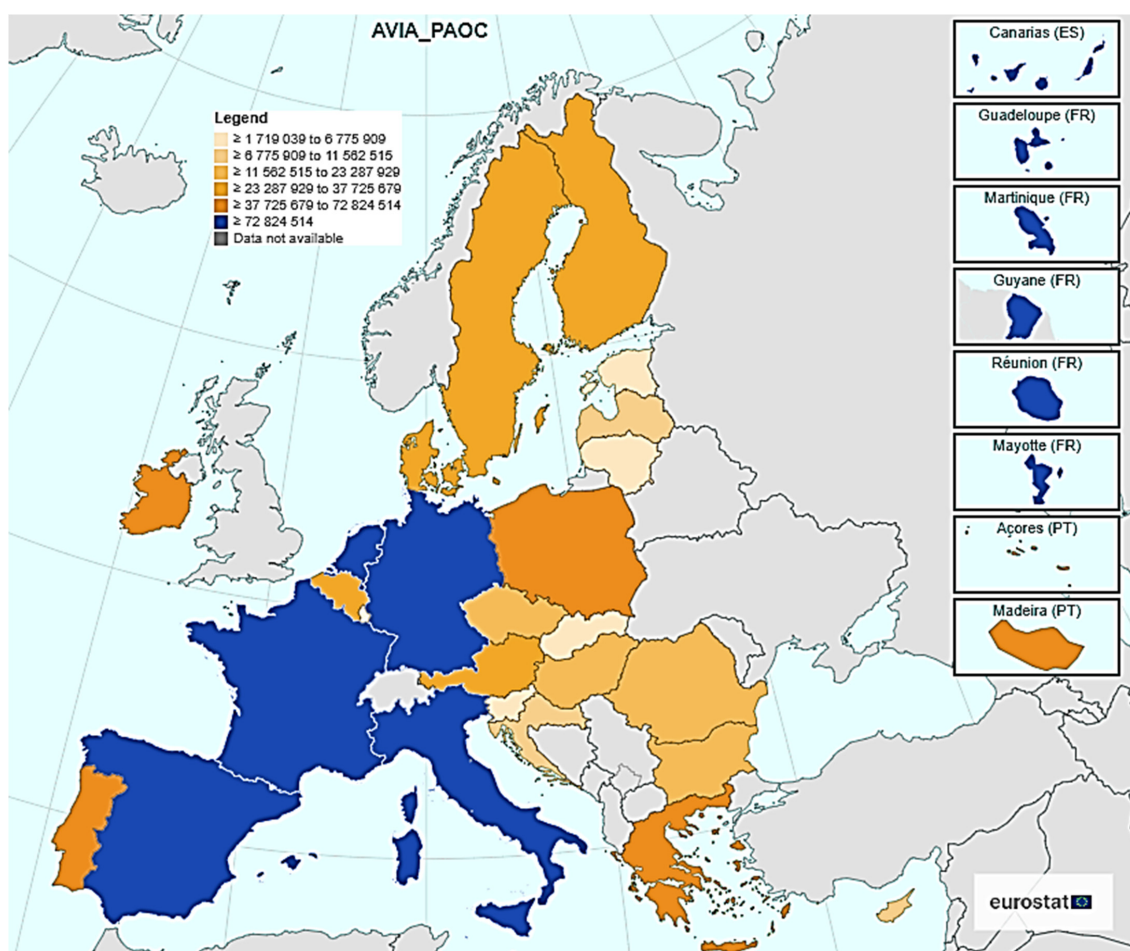 AVIA_PAOC
Legend
≥ 1 719 039 to 6 775 909
≥ 6 775 909 to 11 562 515
≥ 11 562 515 to 23 287 929
≥ 23 287 929 to 37 725 679
≥ 37 725 679 to 72 824 514
≥ 72 824 514
Data not available
Canarias (ES)
Guadeloupe (FR)
Martinique (FR)
Guyane (FR)
Réunion (FR)
Mayotte (FR)
Açores (PT)
Madeira (PT)
eurostat